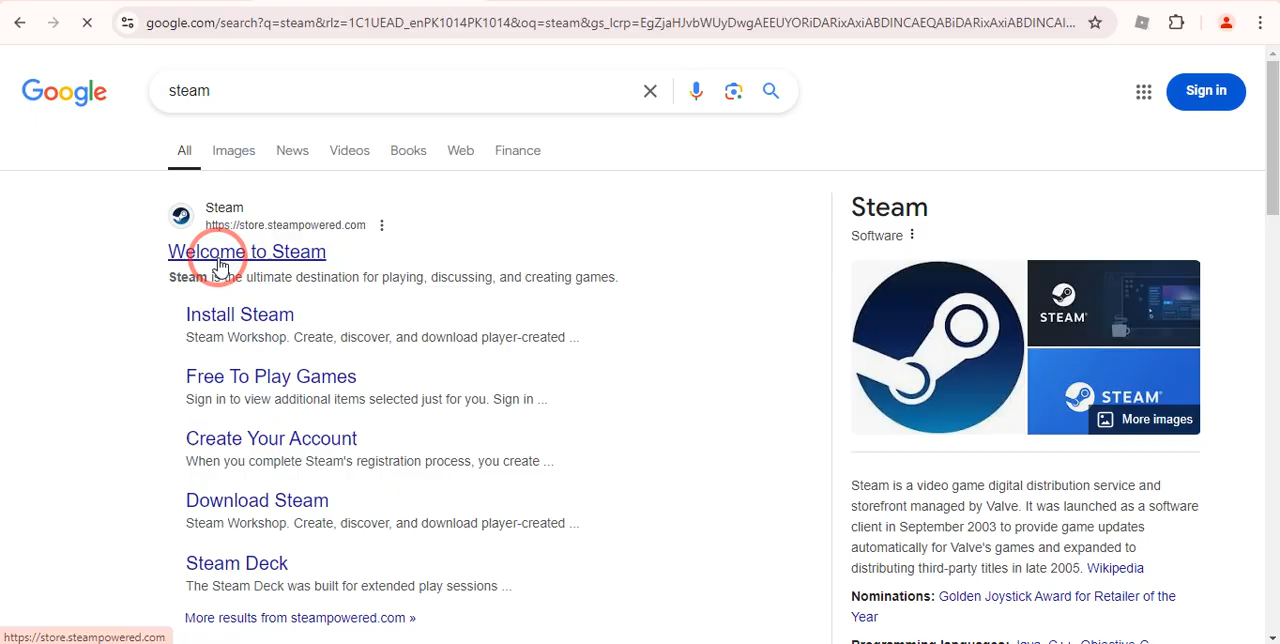 google.com/search?q=steam&rlz=1C1UEAD_enPK1014PK1014&oq=steam&gs_lcrp=EgZjaHJvbWUyDwgAEEUYORiDARixAxiABDINCAEQABiDARixAxiABDINCAI...
Google
steam
Sign in
All Images News Videos Books Web Finance
Steam
https://store.steampowered.com
Welcome to Steam
Steam is the ultimate destination for playing, discussing, and creating games.
Install Steam
Steam Workshop. Create, discover, and download player-created ...
Free To Play Games
Sign in to view additional items selected just for you. Sign in ...
Create Your Account
When you complete Steam's registration process, you create ...
Download Steam
Steam Workshop. Create, discover, and download player-created ...
Steam Deck
The Steam Deck was built for extended play sessions ...
More results from steampowered.com »
Steam
Software
STEAM®
STEAM®
More images
Steam is a video game digital distribution service and
storefront managed by Valve. It was launched as a software
client in September 2003 to provide game updates
automatically for Valve's games and expanded to
distributing third-party titles in late 2005. Wikipedia
Nominations: Golden Joystick Award for Retailer of the
Year
Programming languages: Java, C++, Objective-C
https://store.steampowered.com